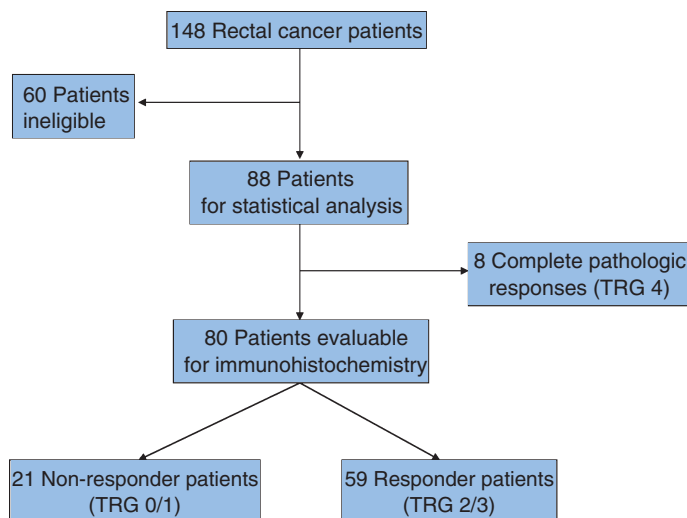 148 Rectal cancer patients
60 Patients
ineligible
88 Patients
for statistical analysis
8 Complete pathologic
responses (TRG 4)
80 Patients evaluable
for immunohistochemistry
21 Non-responder patients
(TRG 0/1)
59 Responder patients
(TRG 2/3)